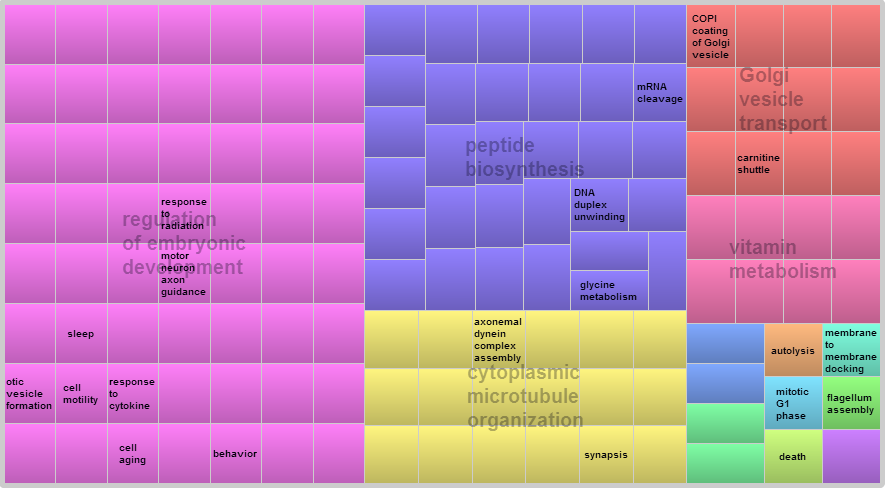 COPI
coating
of Golgi
vesicle
Golgi
vesicle
transport
mRNA
cleavage
peptide
biosynthesis
carnitine
shuttle
DNA
duplex
unwinding
response
to
radiation
regulation
of embryonic
development
motor
neuron
axon
guidance
vitamin
metabolism
glycine
metabolism
axonemal
dynein
complex
assembly
sleep
cytoplasmic
microtubule
organization
autolysis
membrane
to
membrane
docking
otic
vesicle
formation
cell
motility
response
to
cytokine
mitotic
G1
phase
flagellum
assembly
cell
aging
behavior
synapsis
death